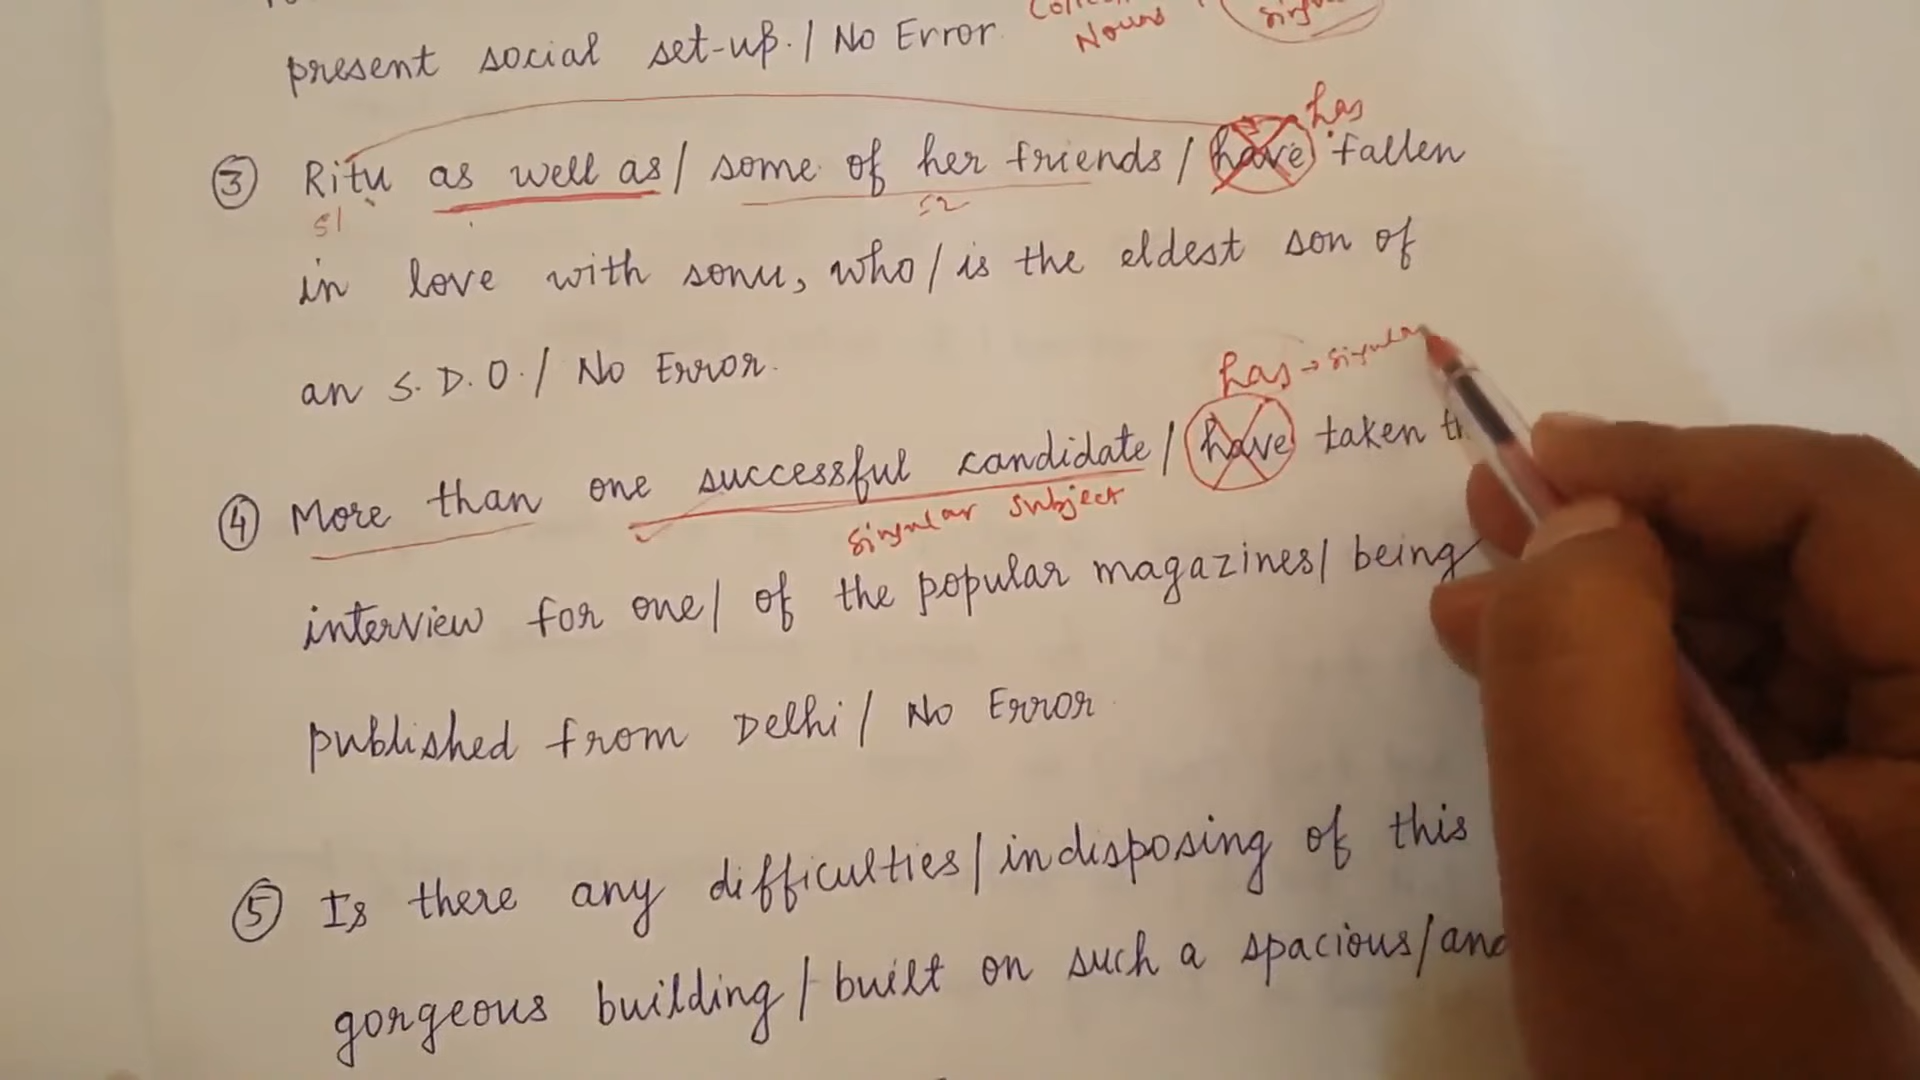 present social set-up. / No Error
Nouns
has
③ Ritu as well as / some of her friends / have fallen
S1
S2
in love with sonu, who / is the eldest son of
an S.D.O. / No Error.
has → singular
④ More than one successful candidate / have taken
singular subject
interview for one / of the popular magazines / being
published from Delhi / No Error
⑤ Is there any difficulties / in disposing of this
gorgeous building / built on such a spacious / and